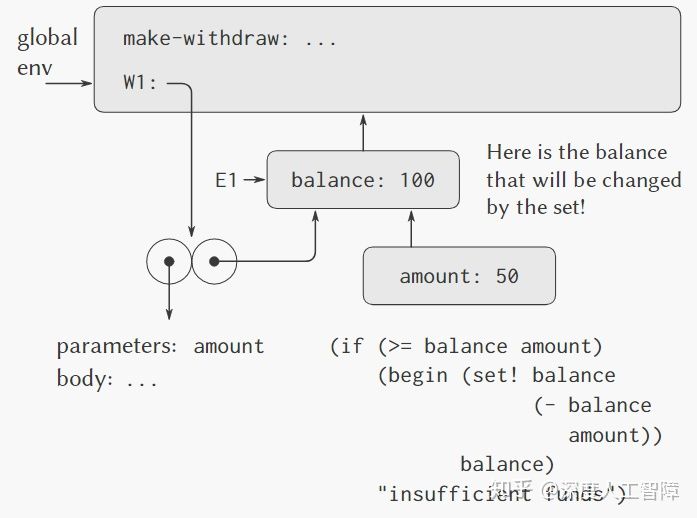 global
env
make-withdraw: ...
W1:
E1
balance: 100
Here is the balance
that will be changed
by the set!
amount: 50
parameters: amount
body: ...
(if (>= balance amount)
(begin (set! balance
(- balance
amount))
balance)
"insufficient funds")
知乎 @深度人工智障